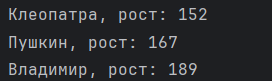 Клеопатра, рост: 152
Пушкин, рост: 167
Владимир, рост: 189